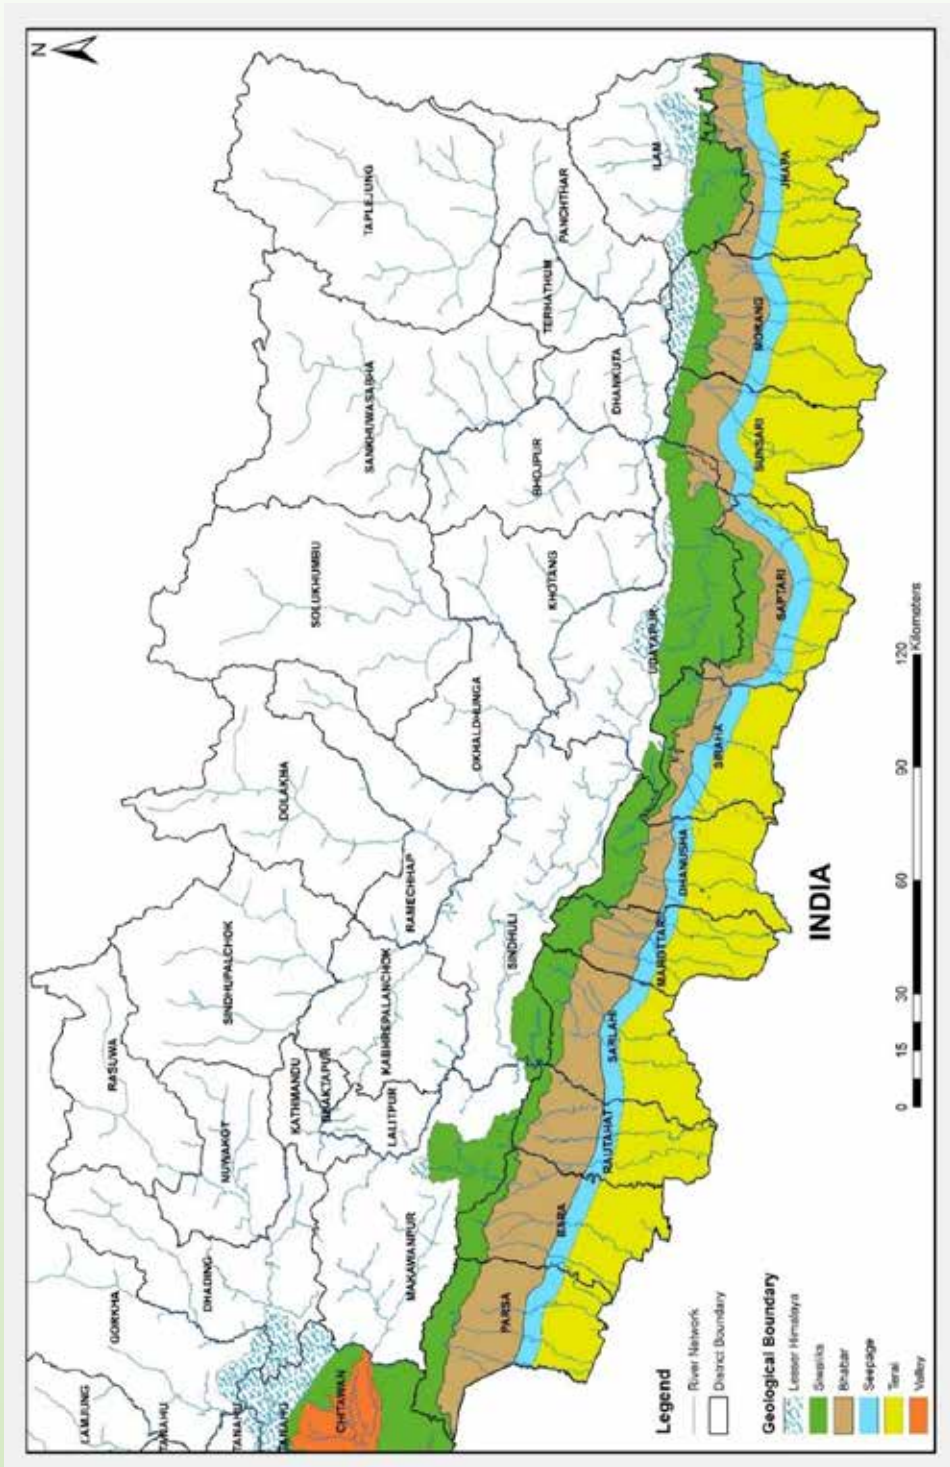 N
TAPLEJUNG
PANCHTHAR
ILAM
TERHATHUM
SANKHUWASABHA
DHANKUTA
BHOJPUR
SOLUKHUMBU
KHOTANG
UDAYAPUR
OKHALDHUNGA
DOLAKHA
RAMECHHAP
SINDHULI
SINDHUPALCHOK
KABHREPALANCHOK
RASUWA
KATHMANDU
BHAKTAPUR
LALITPUR
NUWAKOT
MAKAWANPUR
DHADING
GORKHA
LAMJUNG
TANAHU
TANAHU
TANAHU
CHITAWAN
JHAPA
MORANG
SUNSARI
SAPTARI
SIRAHA
DHANUSHA
MAHOTTARI
SARLAHI
RAUTAHAT
BARA
PARSA
INDIA
Legend
River Network
District Boundary
Geological Boundary
Lesser Himalaya
Siwaliks
Bhabar
Seepage
Terai
Valley
0 15 30 60 90 120
Kilometers